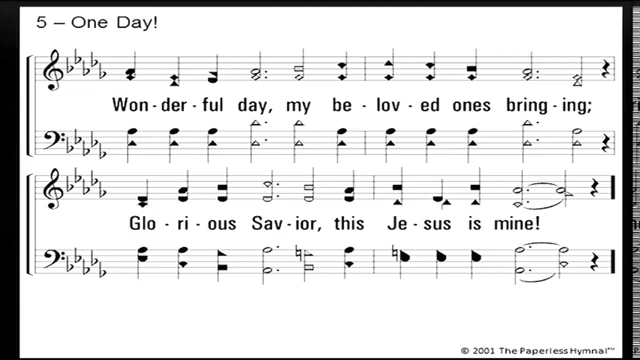 5 – One Day!
Won-der-ful day, my be-lov-ed ones bring-ing;
Glo-ri-ous Sav-ior, this Je-sus is mine!
© 2001 The Paperless Hymnal™